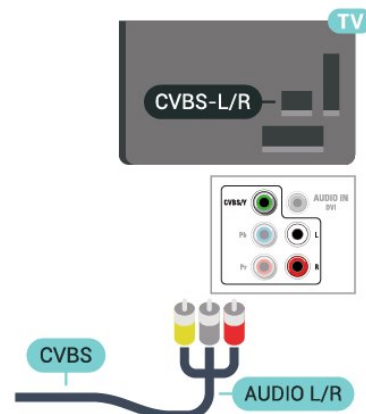 TV
CVBS-L/R
CVBS/Y
AUDIO IN
DVI
Pb
L
Pr
R
CVBS
AUDIO L/R